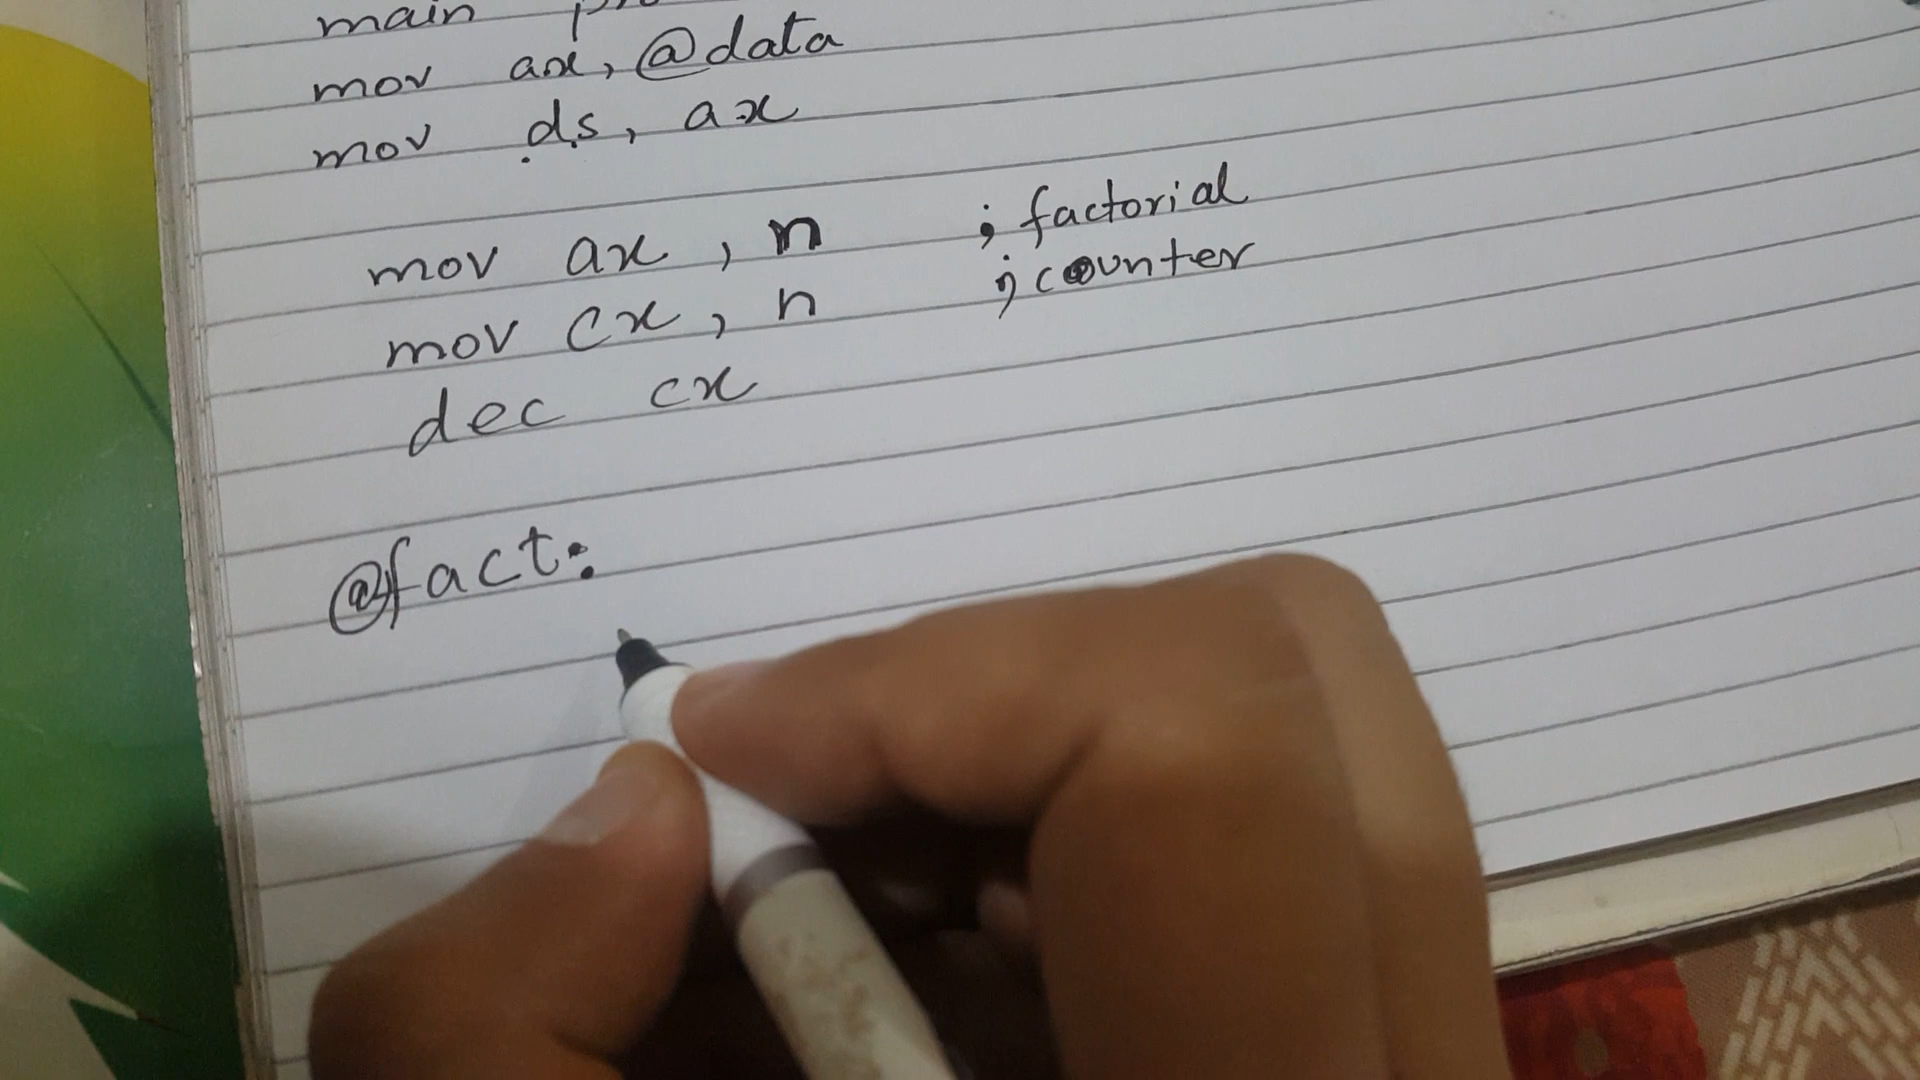 main
mov ax, @data
mov ds, ax
mov ax, n ; factorial
mov cx, n ; counter
dec cx
@fact: